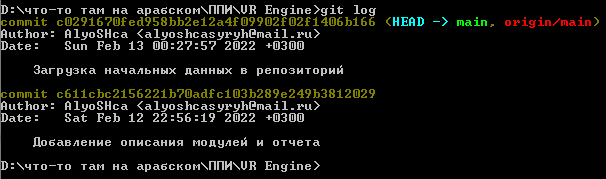 D:\что-то там на арабском\ППИ\VR Engine>git log
commit c0291670fed958bb2e12a4f09902f02f1406b166 (HEAD -> main, origin/main)
Author: AlyoSHca <alyoshcasyryh@mail.ru>
Date:   Sun Feb 13 00:27:57 2022 +0300
Загрузка начальных данных в репозиторий
commit c611cbc2156221b70adfc103b289e249b3812029
Author: AlyoSHca <alyoshcasyryh@mail.ru>
Date:   Sat Feb 12 22:56:19 2022 +0300
Добавление описания модулей и отчета
D:\что-то там на арабском\ППИ\VR Engine>